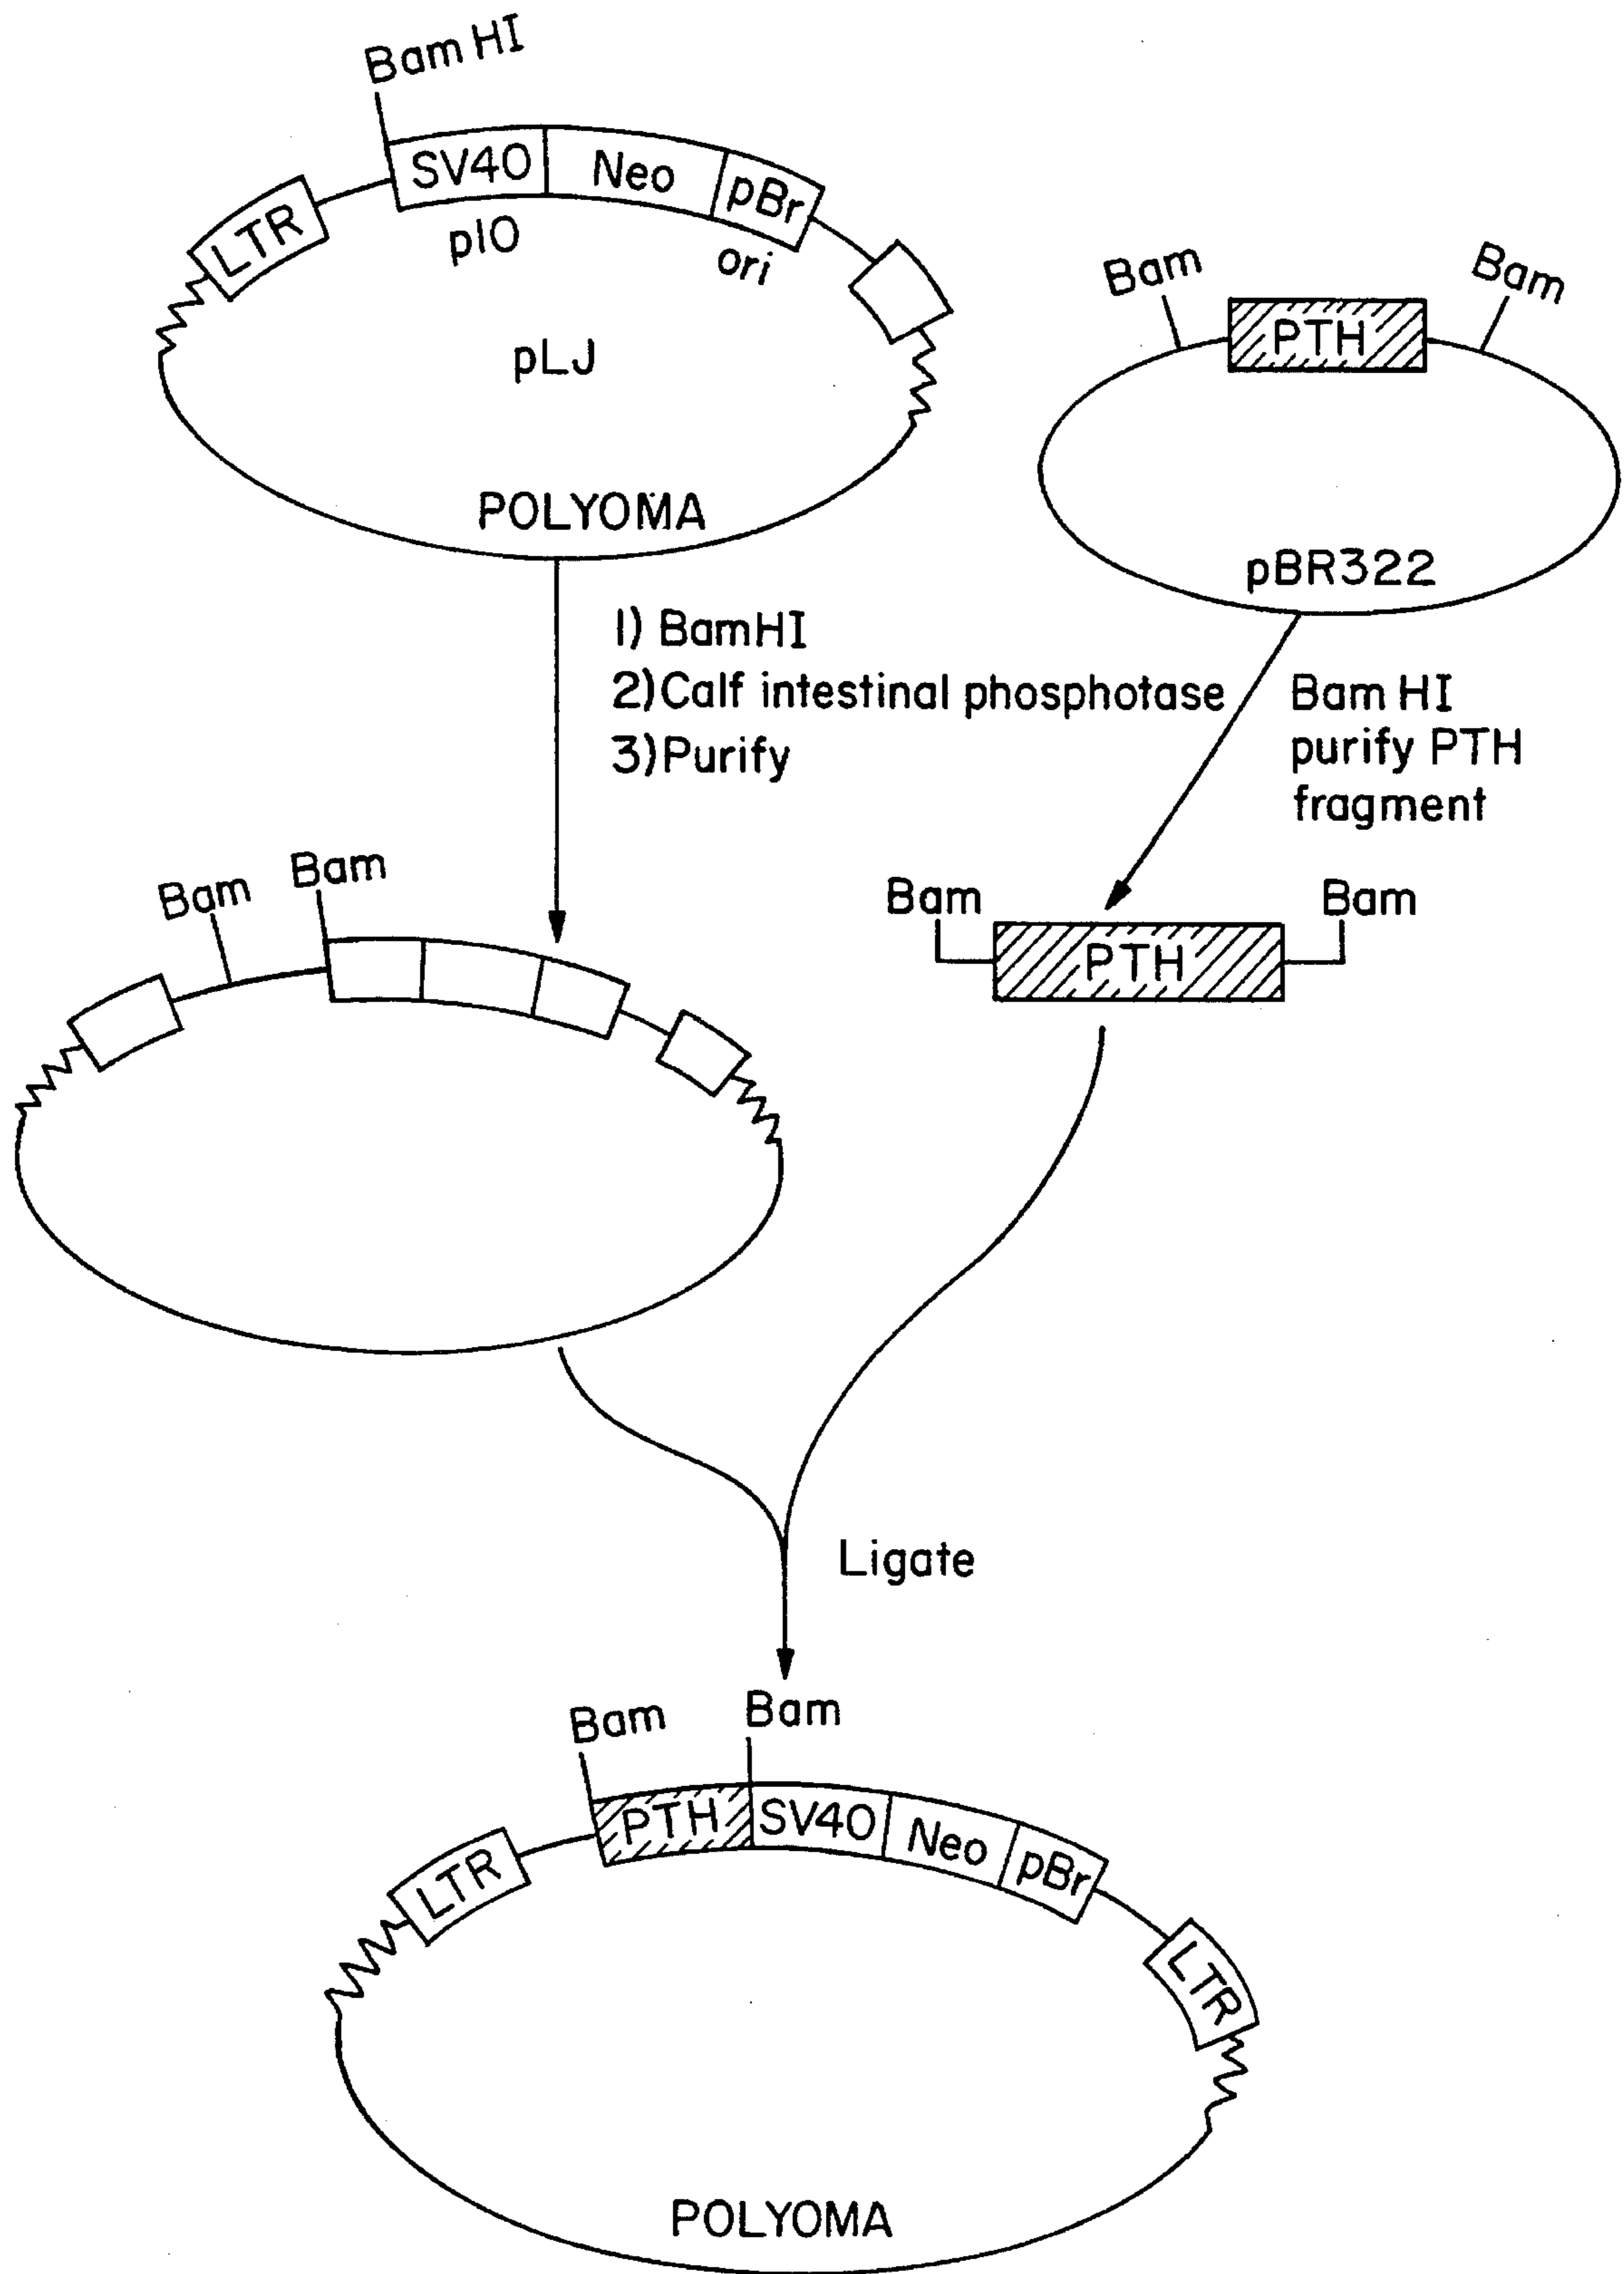 Bam HI
SV40
Neo
pBr
LTR
p10
ori
pLJ
POLYOMA
Bam
Bam
PTH
pBR322
1) BamHI
2) Calf intestinal phosphotase
3) Purify
Bam HI
purify PTH
fragment
Bam
Bam
Bam
Bam
PTH
Ligate
Bam
Bam
PTH
SV40
Neo
pBr
LTR
LTR
POLYOMA